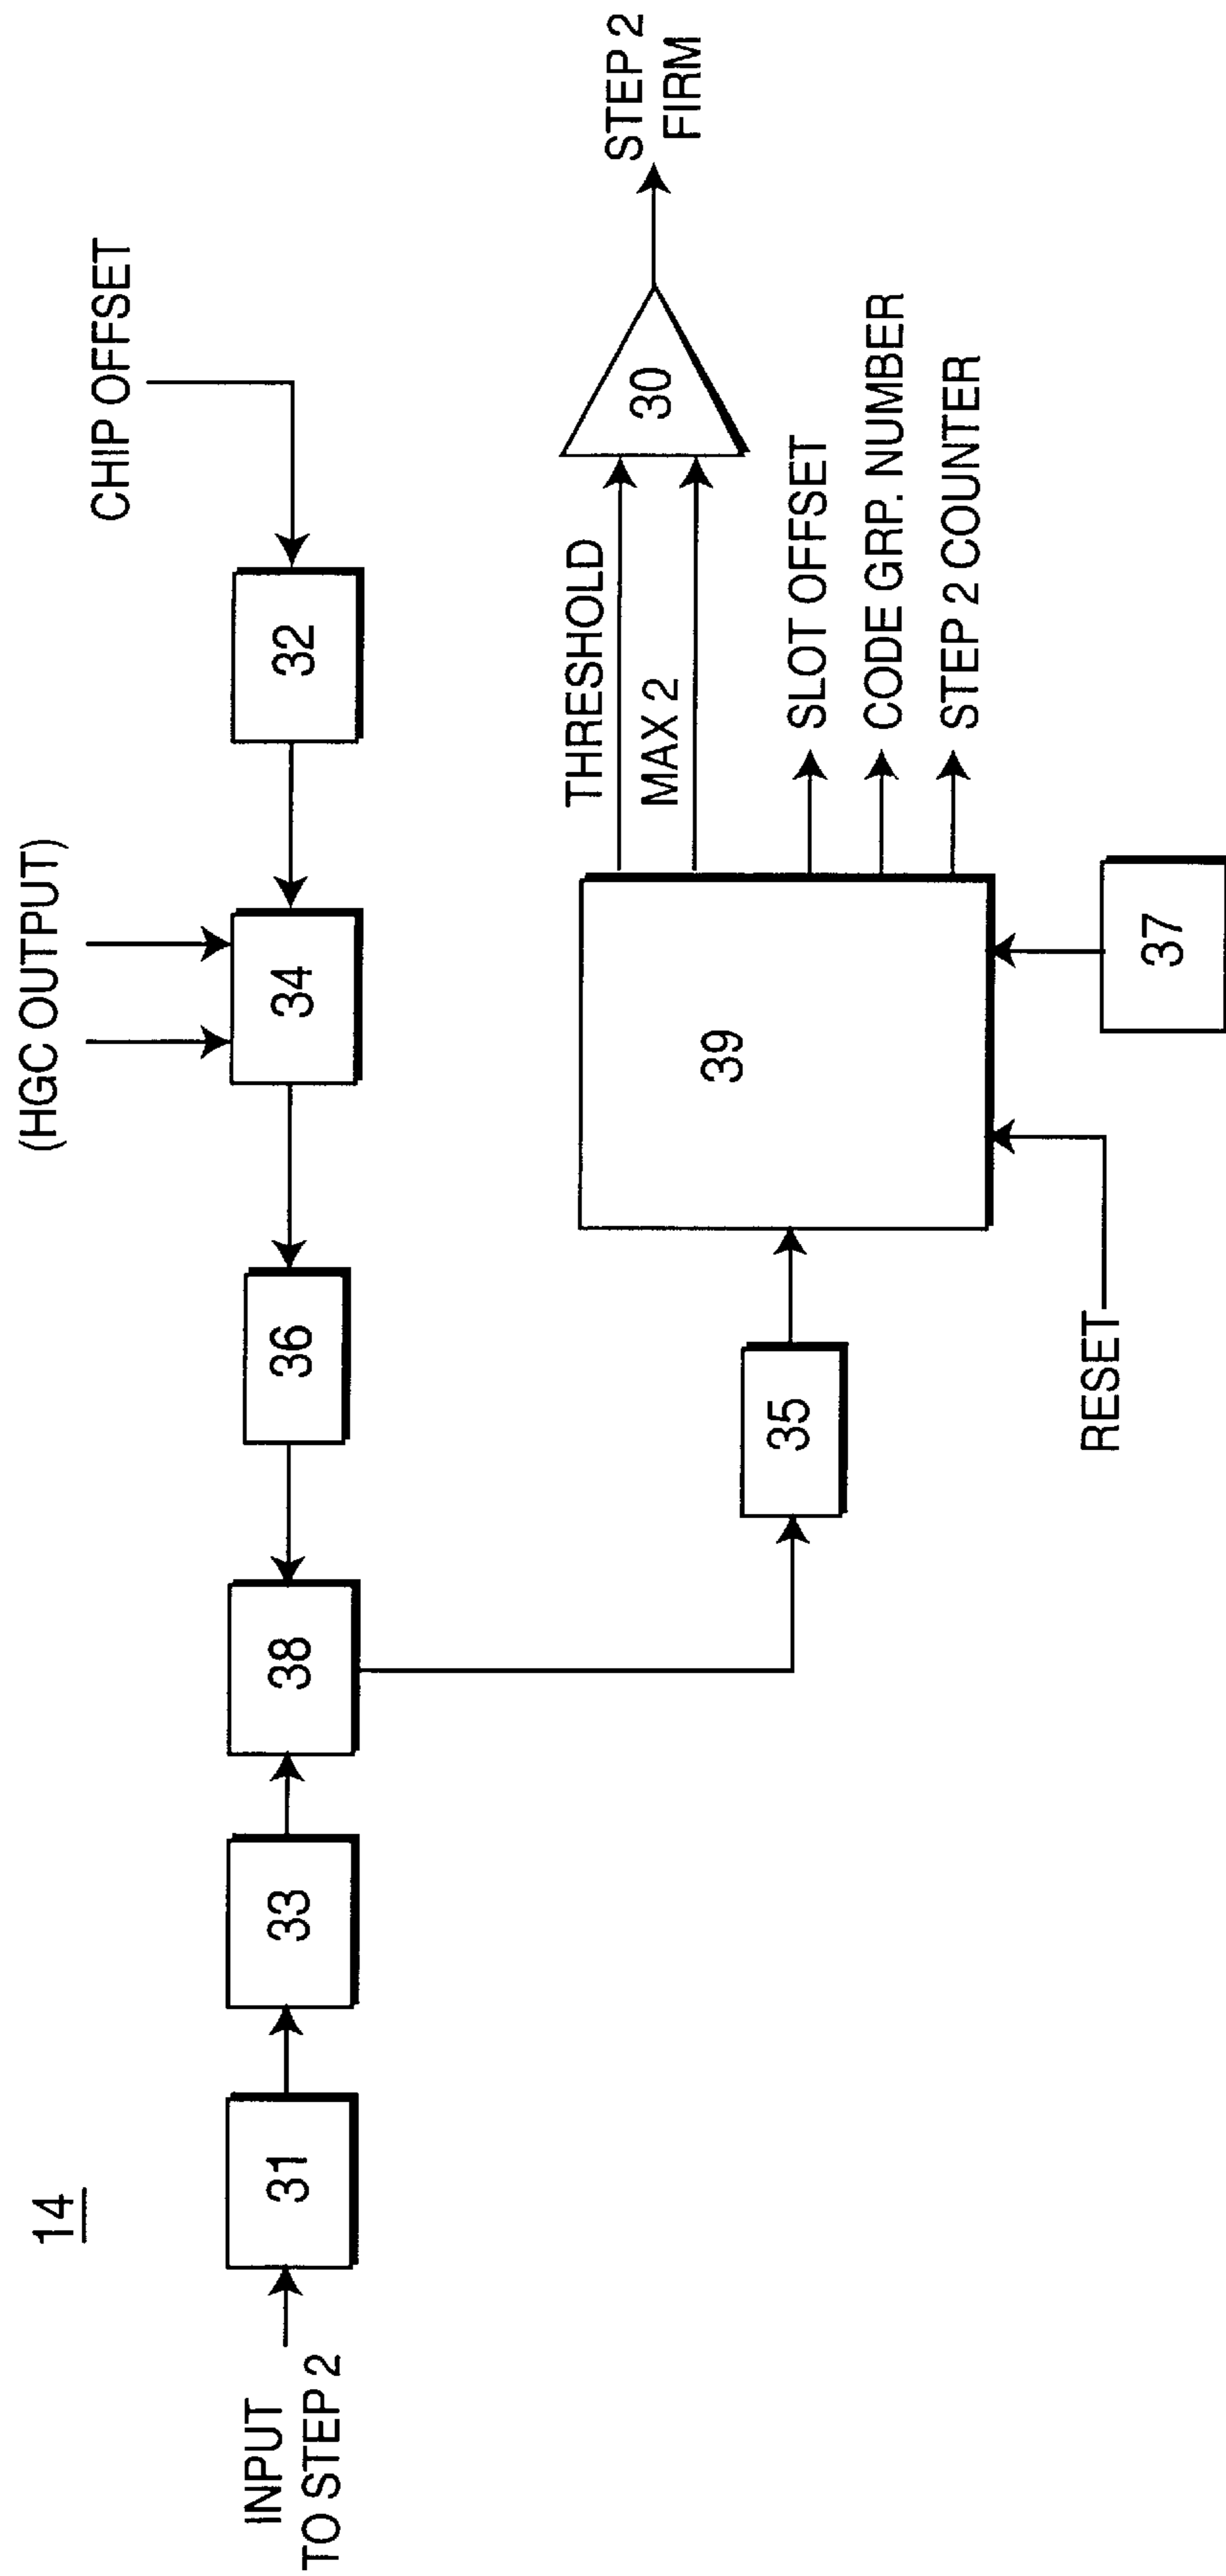 14
INPUT
TO STEP 2
31
33
38
36
34
32
(HGC OUTPUT)
CHIP OFFSET
35
39
37
RESET
THRESHOLD
MAX 2
30
STEP 2
FIRM
SLOT OFFSET
CODE GRP. NUMBER
STEP 2 COUNTER